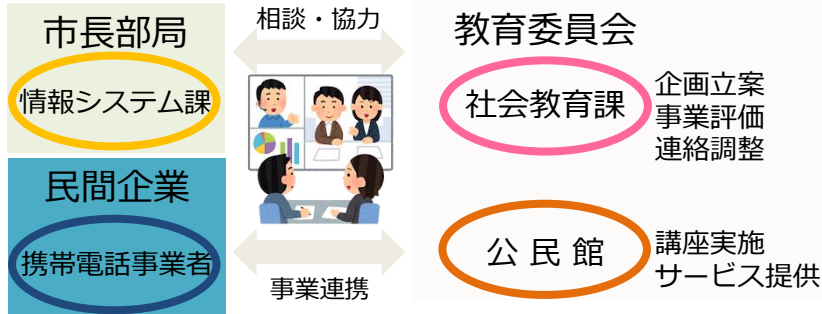 市長部局
情報システム課
民間企業
携帯電話事業者
相談・協力
事業連携
教育委員会
社会教育課
企画立案
事業評価
連絡調整
公民館
講座実施
サービス提供